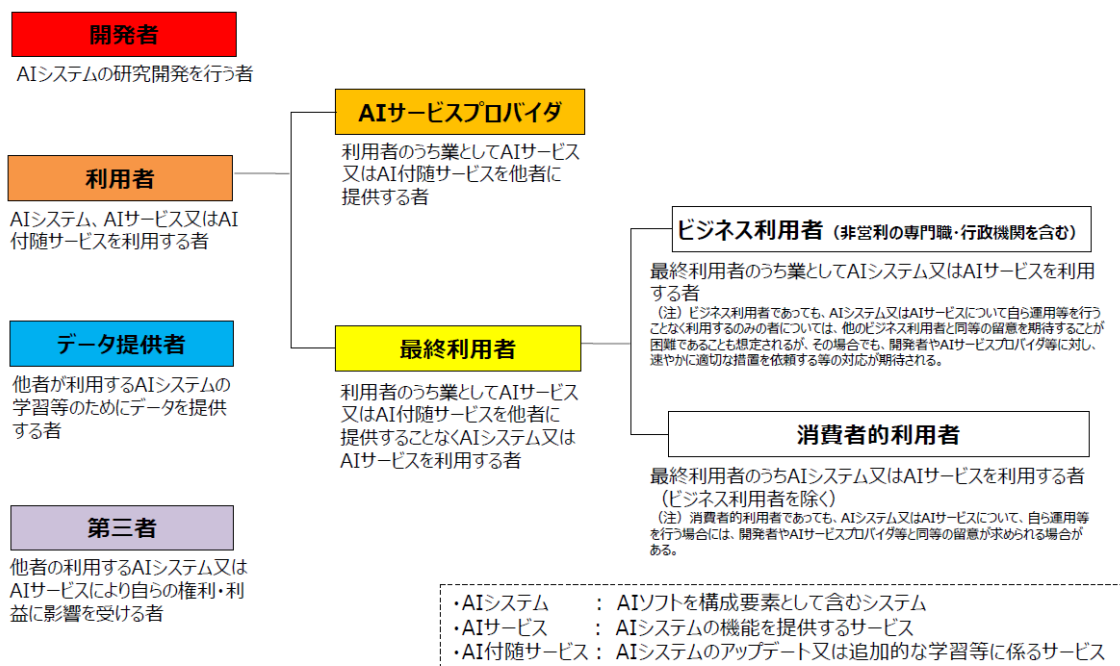 開発者
AIシステムの研究開発を行う者
利用者
AIシステム、AIサービス又はAI
付随サービスを利用する者
データ提供者
他者が利用するAIシステムの
学習等のためにデータを提供
する者
第三者
他者の利用するAIシステム又は
AIサービスにより自らの権利・利
益に影響を受ける者
AIサービスプロバイダ
利用者のうち業としてAIサービス
又はAI付随サービスを他者に
提供する者
最終利用者
利用者のうち業としてAIサービス
又はAI付随サービスを他者に
提供することなくAIシステム又は
AIサービスを利用する者
ビジネス利用者（非営利の専門職・行政機関を含む）
最終利用者のうち業としてAIシステム又はAIサービスを利用
する者
（注）ビジネス利用者であっても、AIシステム又はAIサービスについて自ら運用等を行う
ことなく利用するのみの者については、他のビジネス利用者と同等の留意を期待することが
困難であることも想定されるが、その場合でも、開発者やAIサービスプロバイダ等に対し、
速やかに適切な措置を依頼する等の対応が期待される。
消費者的利用者
最終利用者のうちAIシステム又はAIサービスを利用する者
（ビジネス利用者を除く）
（注）消費者的利用者であっても、AIシステム又はAIサービスについて、自ら運用等
を行う場合には、開発者やAIサービスプロバイダ等と同等の留意が求められる場合が
ある。
・AIシステム ： AIソフトを構成要素として含むシステム
・AIサービス ： AIシステムの機能を提供するサービス
・AI付随サービス： AIシステムのアップデート又は追加的な学習等に係るサービス